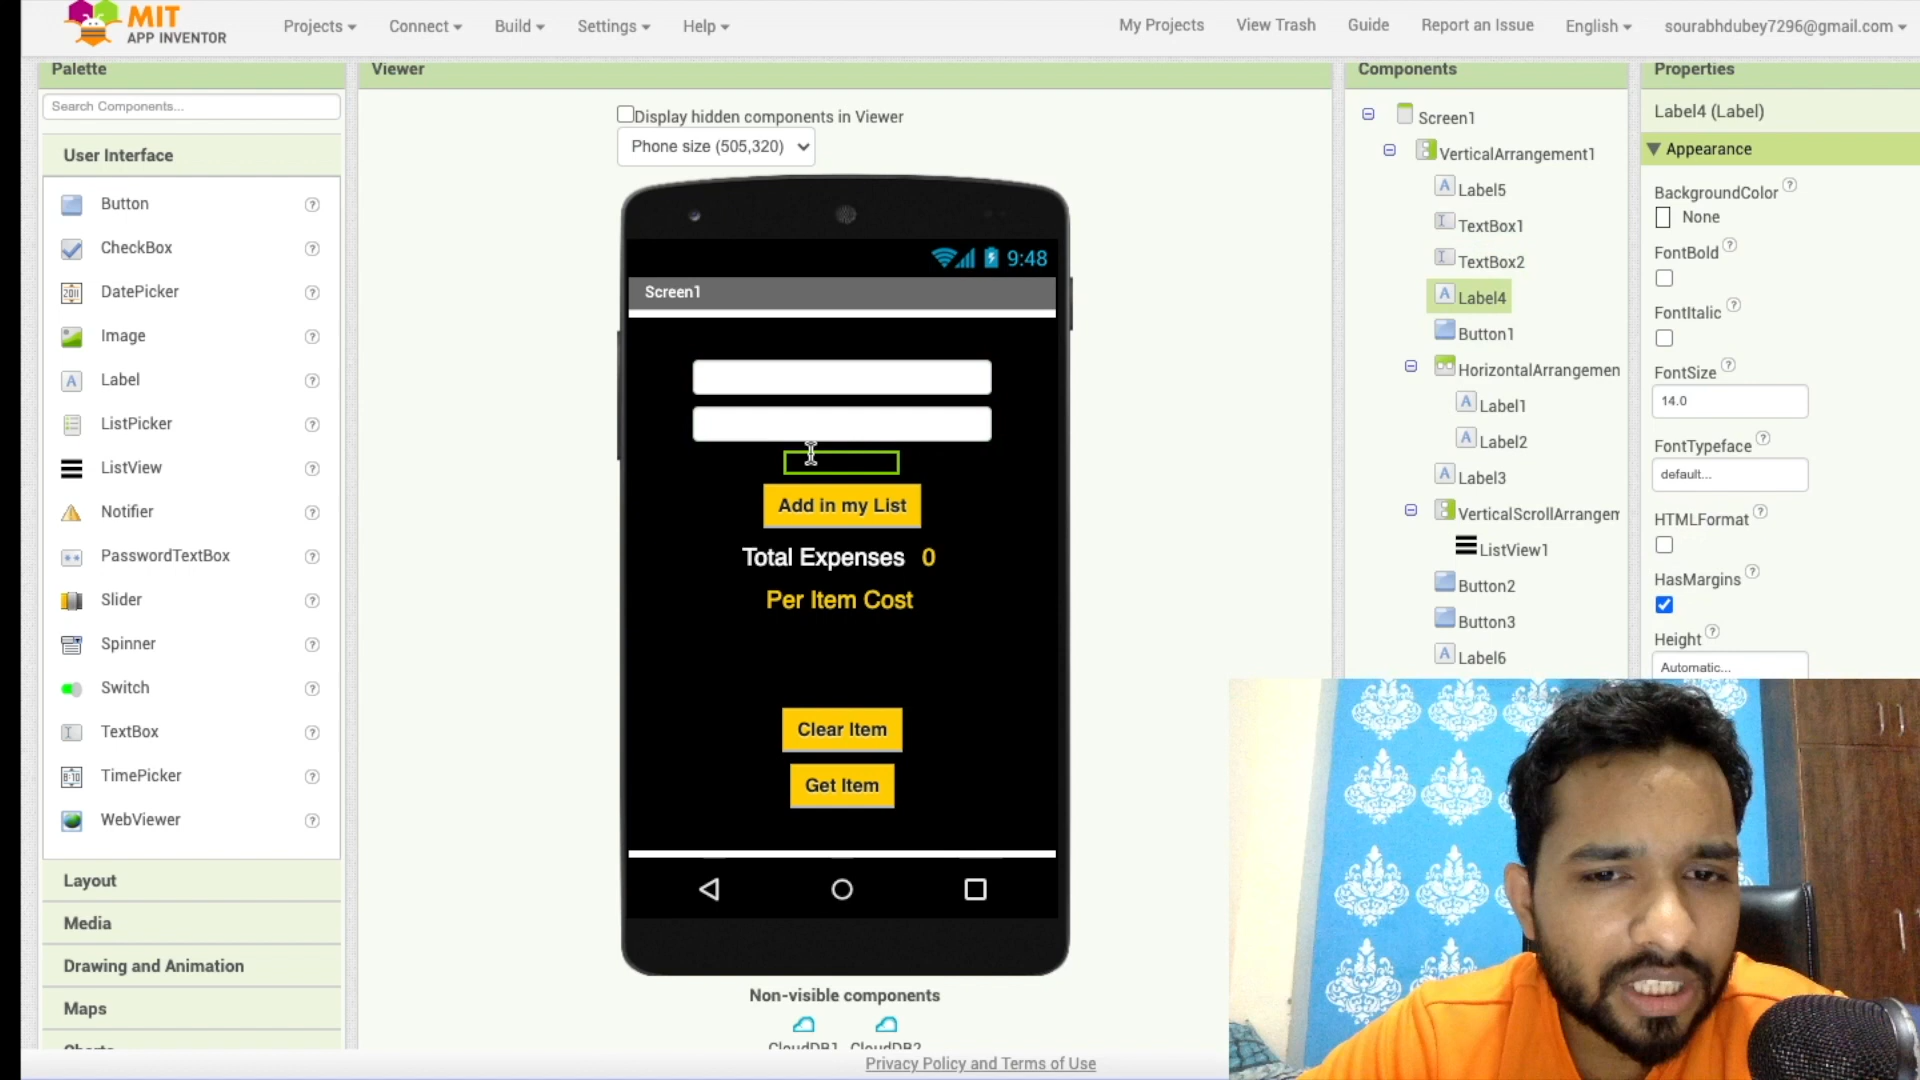 MIT
APP INVENTOR
Projects
Connect
Build
Settings
Help
My Projects
View Trash
Guide
Report an Issue
English
sourabhdubey7296@gmail.com
Palette
Viewer
Components
Properties
Search Components...
User Interface
Button
CheckBox
DatePicker
Image
Label
ListPicker
ListView
Notifier
PasswordTextBox
Slider
Spinner
Switch
TextBox
TimePicker
WebViewer
Layout
Media
Drawing and Animation
Maps
Display hidden components in Viewer
Phone size (505,320)
9:48
Screen1
Add in my List
Total Expenses 0
Per Item Cost
Clear Item
Get Item
Non-visible components
CloudDB1 CloudDB2
Privacy Policy and Terms of Use
Screen1
VerticalArrangement1
Label5
TextBox1
TextBox2
Label4
Button1
HorizontalArrangemen
Label1
Label2
Label3
VerticalScrollArrangem
ListView1
Button2
Button3
Label6
Label4 (Label)
Appearance
BackgroundColor
None
FontBold
FontItalic
FontSize
14.0
FontTypeface
default...
HTMLFormat
HasMargins
Height
Automatic...